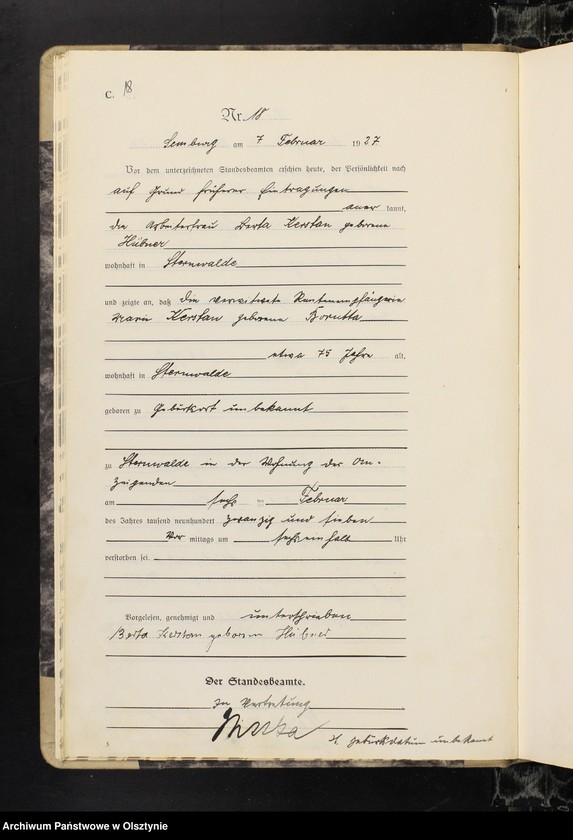 C. 18
Nr. 18
am 7 Februar 1927
Vor dem unterzeichneten Standesbeamten erschien heute, der Persönlichkeit nach
auf Grund früherer Eintragungen
aner kannt,
die Arbeiterfrau Berta Kerstan geborene
Hübner
wohnhaft in Sternwalde
und zeigte an, daß die verwitwete Rentenempfängerin
Marie Kerstan geborene Borutta
etwa 75 Jahre alt,
wohnhaft in Sternwalde
geboren zu Geburtsort unbekannt
zu Sternwalde in der Wohnung der An-
zeigenden
am sechs ten Februar
des Jahres tausend neunhundert zwanzig und sieben
Vor mittags um sechseinhalb Uhr
verstorben sei.
Vorgelesen, genehmigt und unterschrieben
Berta Kerstan geboren Hübner
Der Standesbeamte.
In Vertretung
Geburtsdatum unbekannt
Archiwum Państwowe w Olsztynie